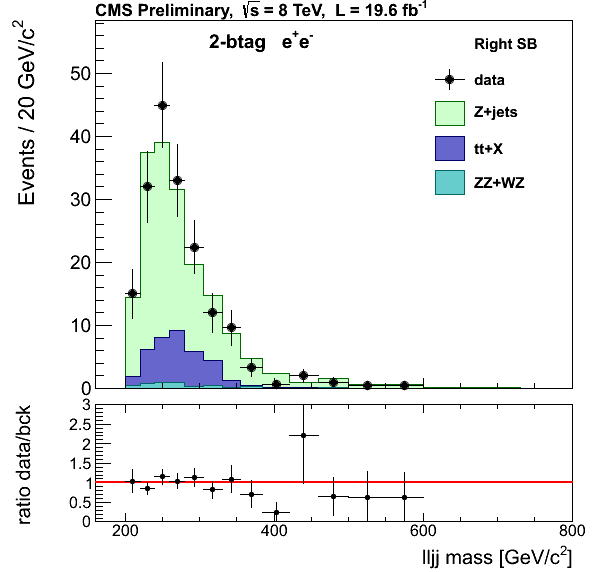 CMS Preliminary, √s = 8 TeV, L = 19.6 fb⁻¹
Events / 20 GeV/c²
2-btag e⁺e⁻
Right SB
data
Z+jets
tt+X
ZZ+WZ
50
40
30
20
10
0
ratio data/bck
3
2.5
2
1.5
1
0.5
0
200 400 600 800
lljj mass [GeV/c²]